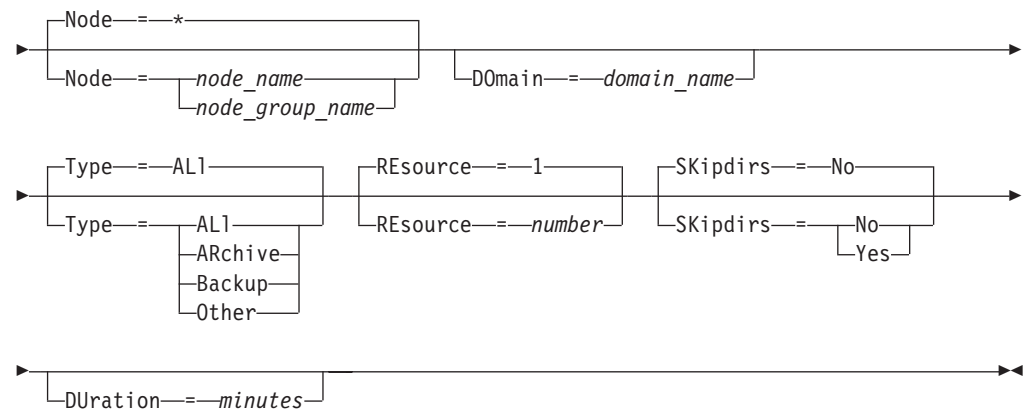 Node = *
Node = node_name
node_group_name
DOmain = domain_name
Type = ALl
Type = ALl
ARchive
Backup
Other
REsource = 1
REsource = number
SKipdirs = No
SKipdirs = No
Yes
DUration = minutes